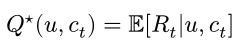 Q^⋆(u, c_t) = 𝔼[R_t|u, c_t]